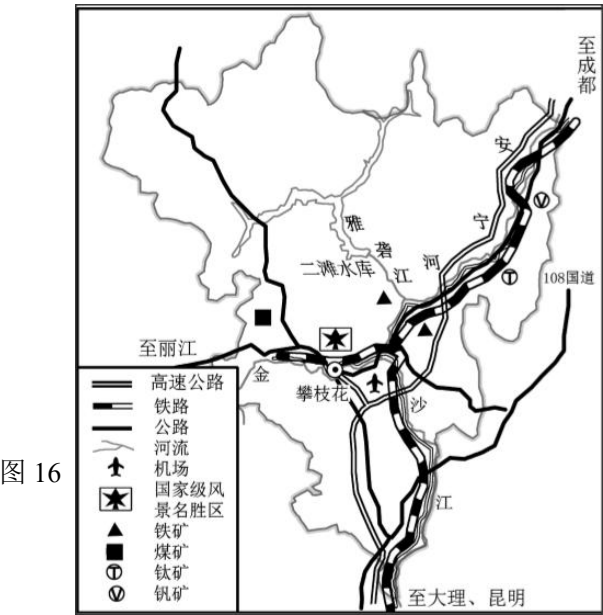 至成都
安
宁
河
雅
砻
江
二滩水库
108国道
至丽江
金
攀枝花
沙
江
至大理、昆明
高速公路
铁路
公路
河流
机场
国家级风
景名胜区
铁矿
煤矿
T 钛矿
V 钒矿
图 16